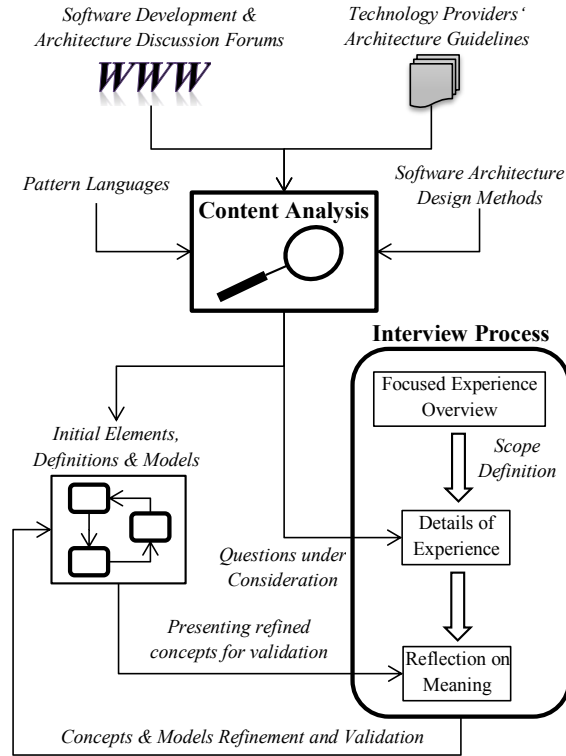 Software Development &
Architecture Discussion Forums
Technology Providers‘
Architecture Guidelines
WWW
Pattern Languages
Software Architecture
Design Methods
Content Analysis
Interview Process
Focused Experience
Overview
Initial Elements,
Definitions & Models
Scope
Definition
Details of
Experience
Questions under
Consideration
Presenting refined
concepts for validation
Reflection on
Meaning
Concepts & Models Refinement and Validation